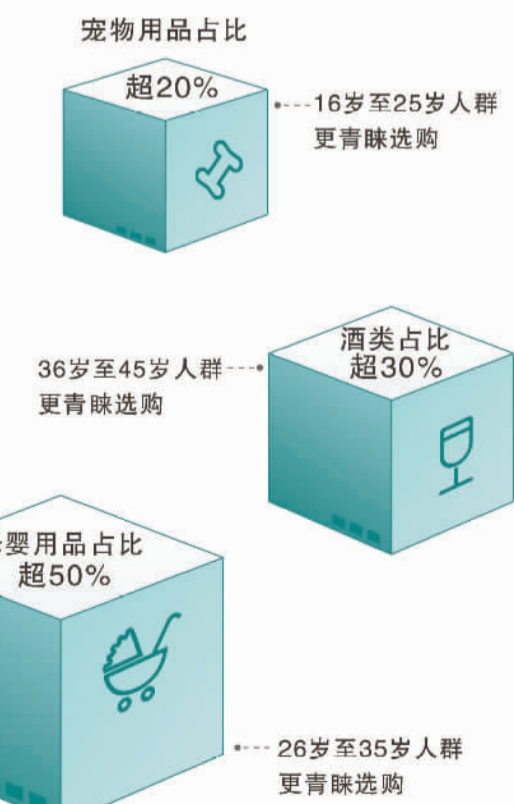 宠物用品占比
超20%
16岁至25岁人群
更青睐选购
酒类占比
超30%
36岁至45岁人群
更青睐选购
婴用品占比
超50%
26岁至35岁人群
更青睐选购